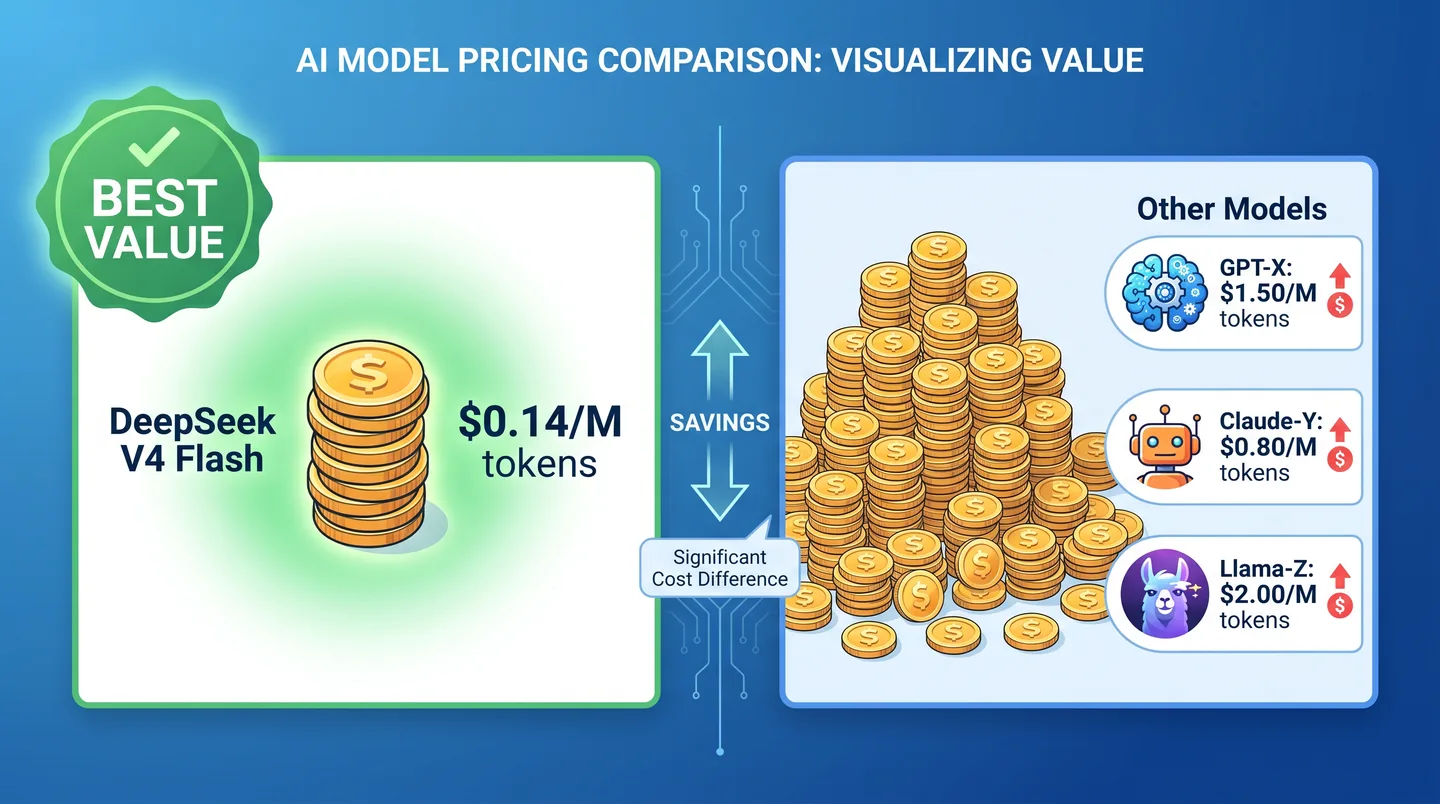 AI MODEL PRICING COMPARISON: VISUALIZING VALUE
BEST
VALUE
DeepSeek
V4 Flash
$0.14/M
tokens
SAVINGS
Significant
Cost Difference
Other Models
GPT-X:
$1.50/M
tokens
Claude-Y:
$0.80/M
tokens
Llama-Z:
$2.00/M
tokens